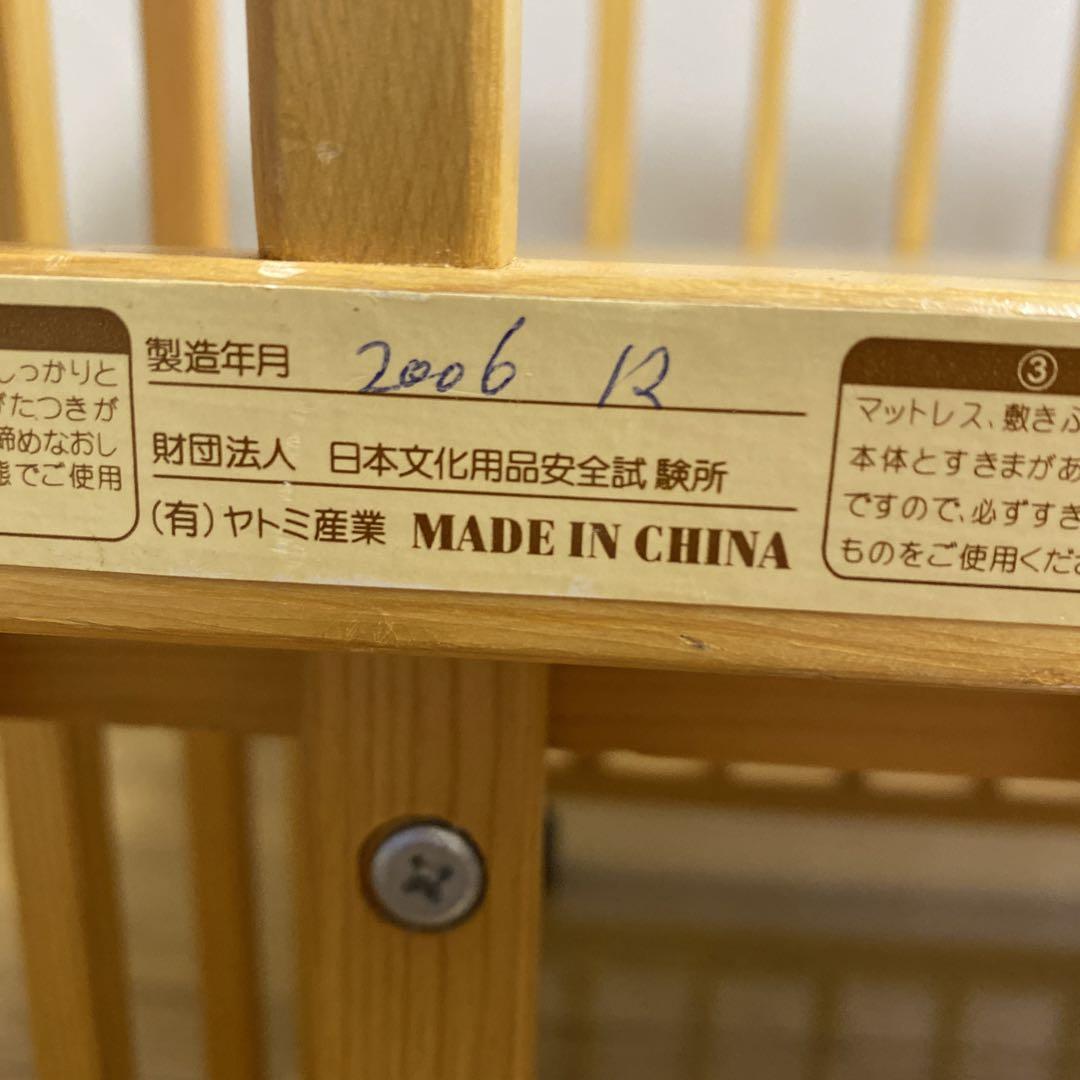 しっかりと
がたつきが
締めなおし
態でご使用
製造年月 2006 12
財団法人 日本文化用品安全試験所
(有)ヤトミ産業 MADE IN CHINA
③
マットレス、敷きふ
本体とすきまがあ
ですので、必ずすき
ものをご使用くださ